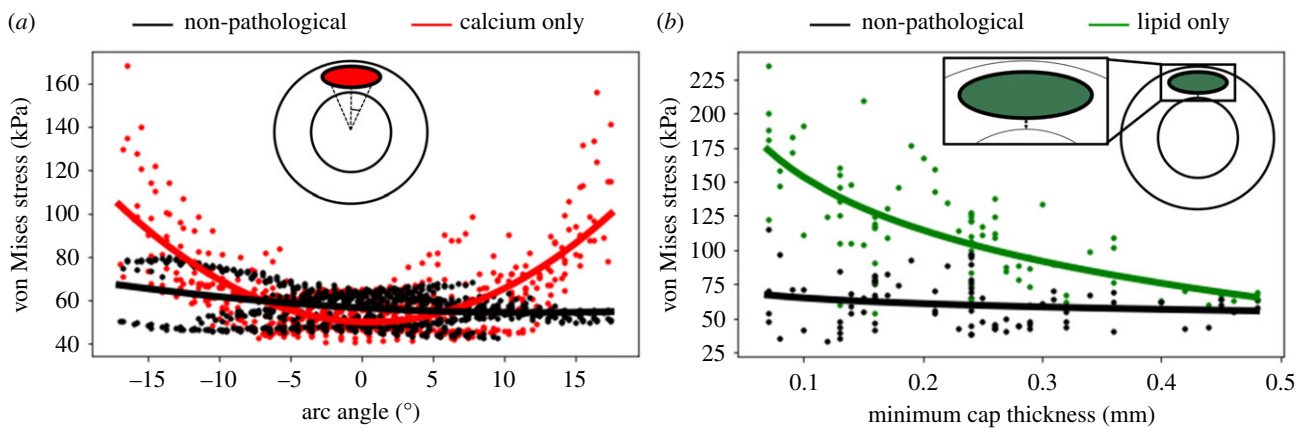 (a) non-pathological calcium only
von Mises stress (kPa)
160
140
120
100
80
60
40
−15 −10 −5 0 5 10 15
arc angle (°)
(b) non-pathological lipid only
von Mises stress (kPa)
225
200
175
150
125
100
75
50
25
0.1 0.2 0.3 0.4 0.5
minimum cap thickness (mm)